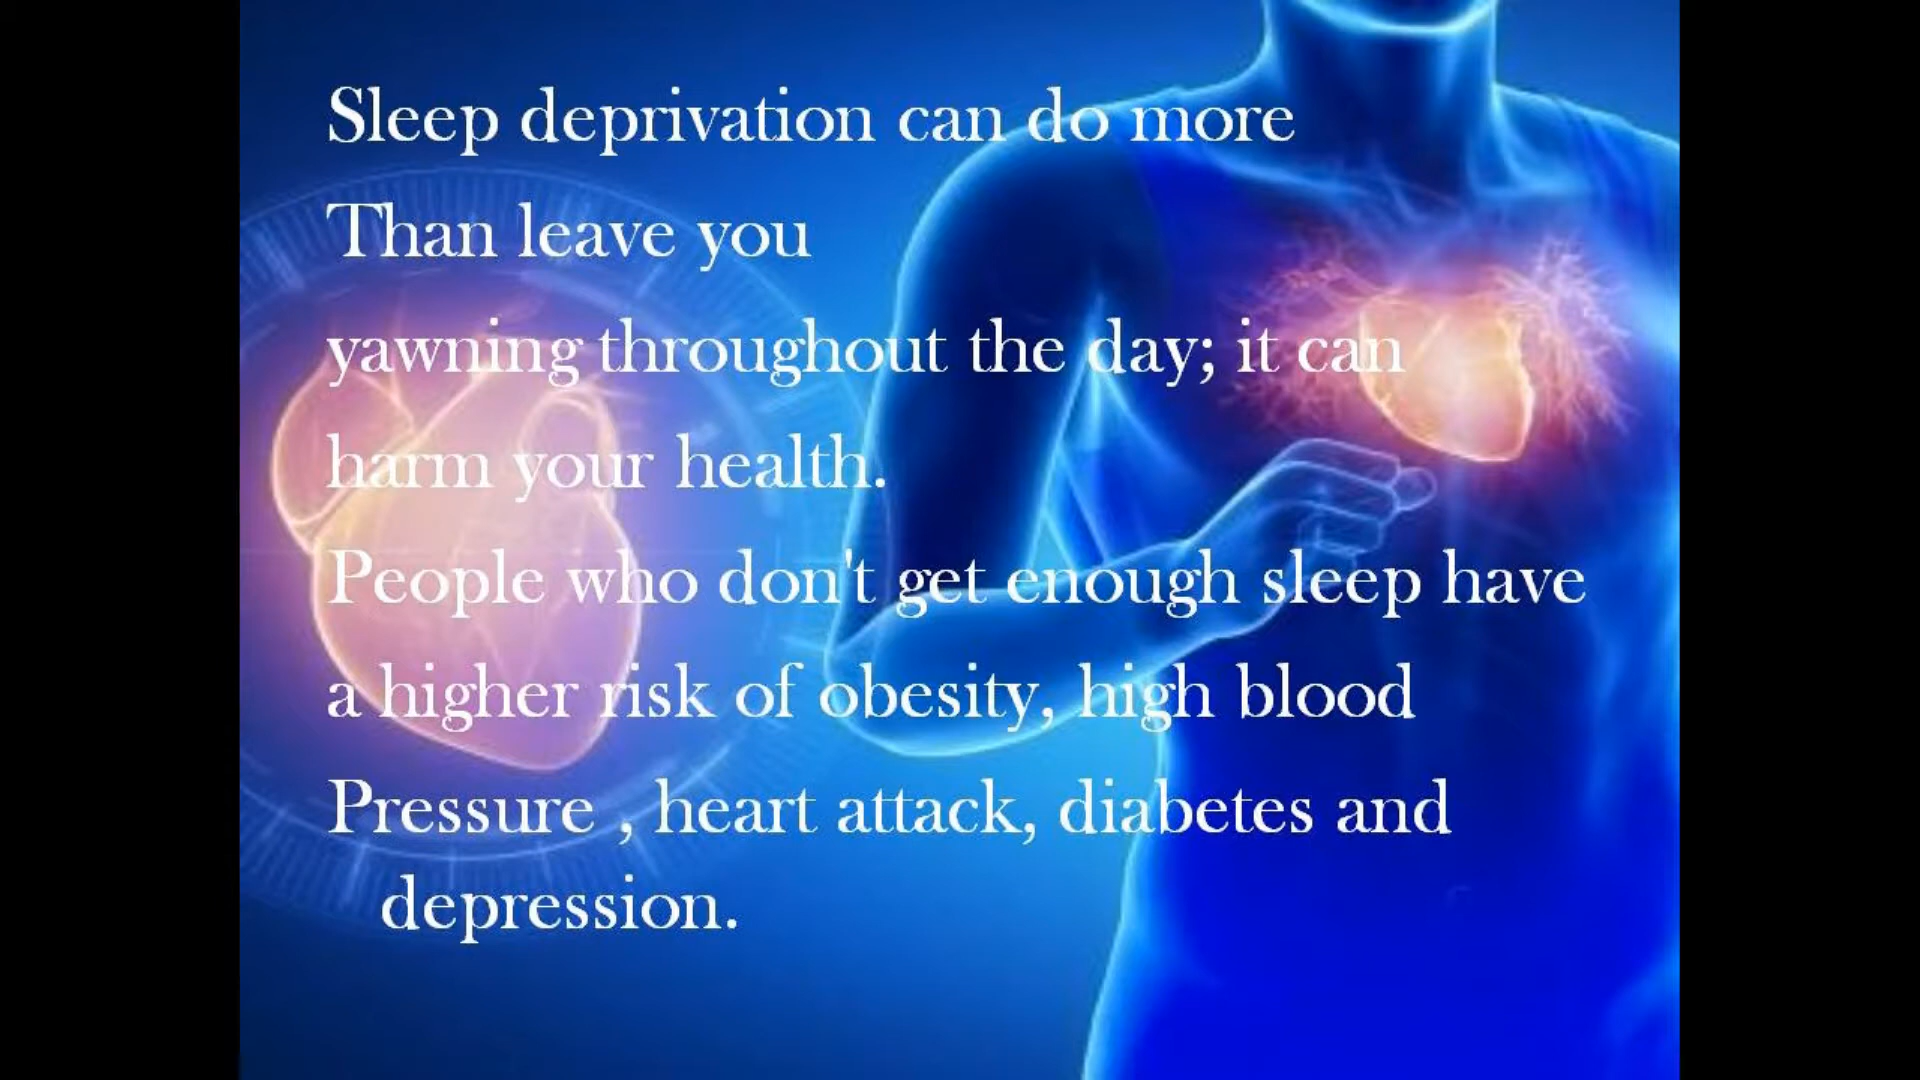 Sleep deprivation can do more
Than leave you
yawning throughout the day; it can
harm your health.
People who don't get enough sleep have
a higher risk of obesity, high blood
Pressure , heart attack, diabetes and
depression.